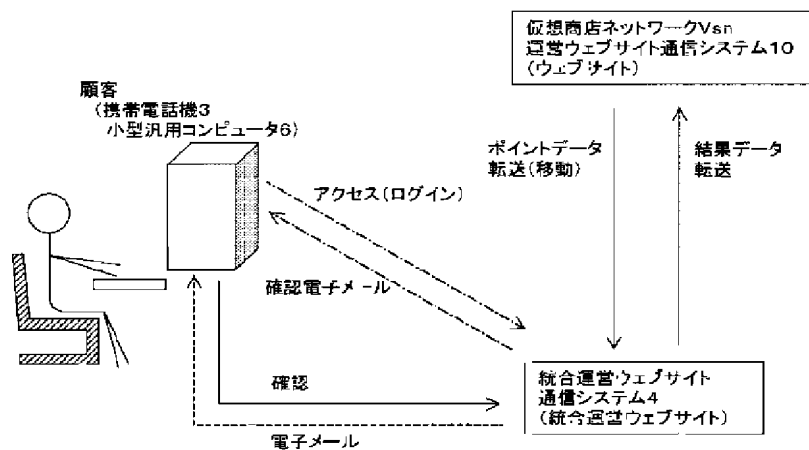 仮想商店ネットワークVsn
運営ウェブサイト通信システム10
(ウェブサイト)
顧客
(携帯電話機3
小型汎用コンピュータ6)
ポイントデータ
転送(移動)
結果データ
転送
アクセス(ログイン)
確認電子メール
確認
電子メール
統合運営ウェブサイト
通信システム4
(統合運営ウェブサイト)